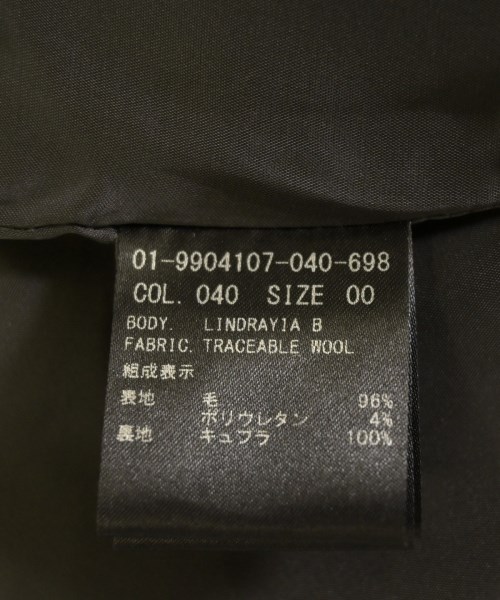 01-9904107-040-698
COL. 040 SIZE 00
BODY. LINDRAYIA B
FABRIC. TRACEABLE WOOL
組成表示
表地 毛 96%
ポリウレタン 4%
裏地 キュプラ 100%